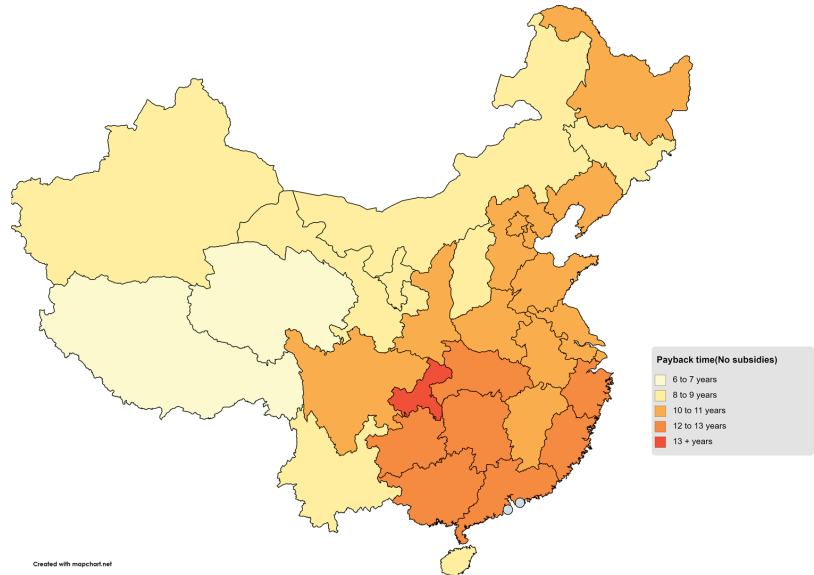 Payback time(No subsidies)
6 to 7 years
8 to 9 years
10 to 11 years
12 to 13 years
13 + years
Created with mapchart.net